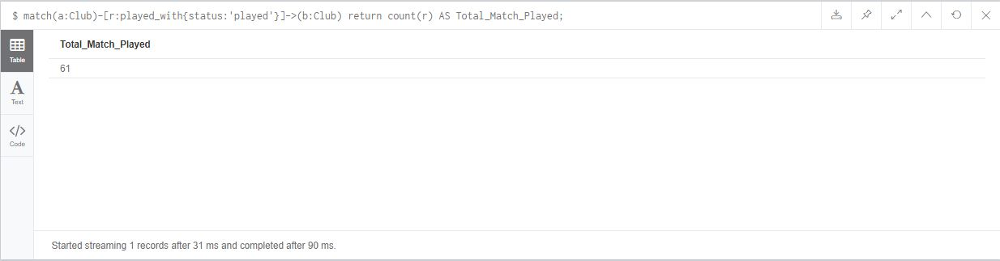 $ match(a:Club)-[r:played_with{status:'played'}]->(b:Club) return count(r) AS Total_Match_Played;
Table
Total_Match_Played
61
A
Text
</>
Code
Started streaming 1 records after 31 ms and completed after 90 ms.